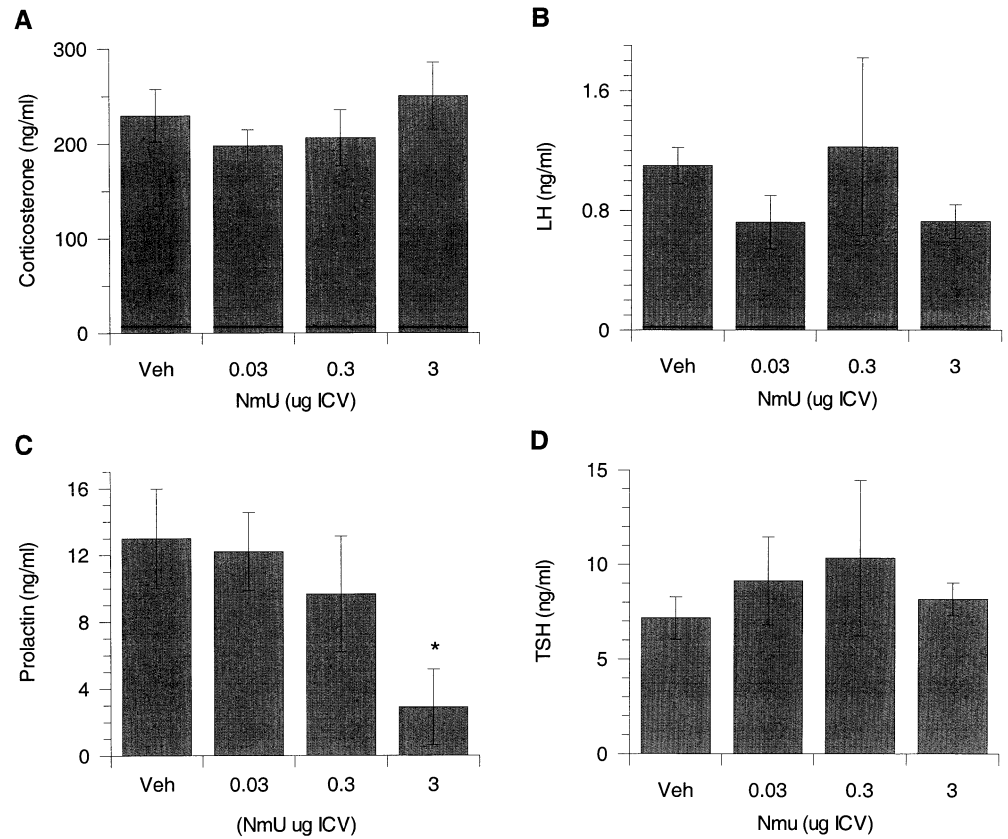 A
300
200
100
0
Corticosterone (ng/ml)
Veh 0.03 0.3 3
NmU (ug ICV)
B
1.6
0.8
0
LH (ng/ml)
Veh 0.03 0.3 3
NmU (ug ICV)
C
16
12
8
4
0
Prolactin (ng/ml)
*
Veh 0.03 0.3 3
(NmU ug ICV)
D
15
10
5
0
TSH (ng/ml)
Veh 0.03 0.3 3
Nmu (ug ICV)